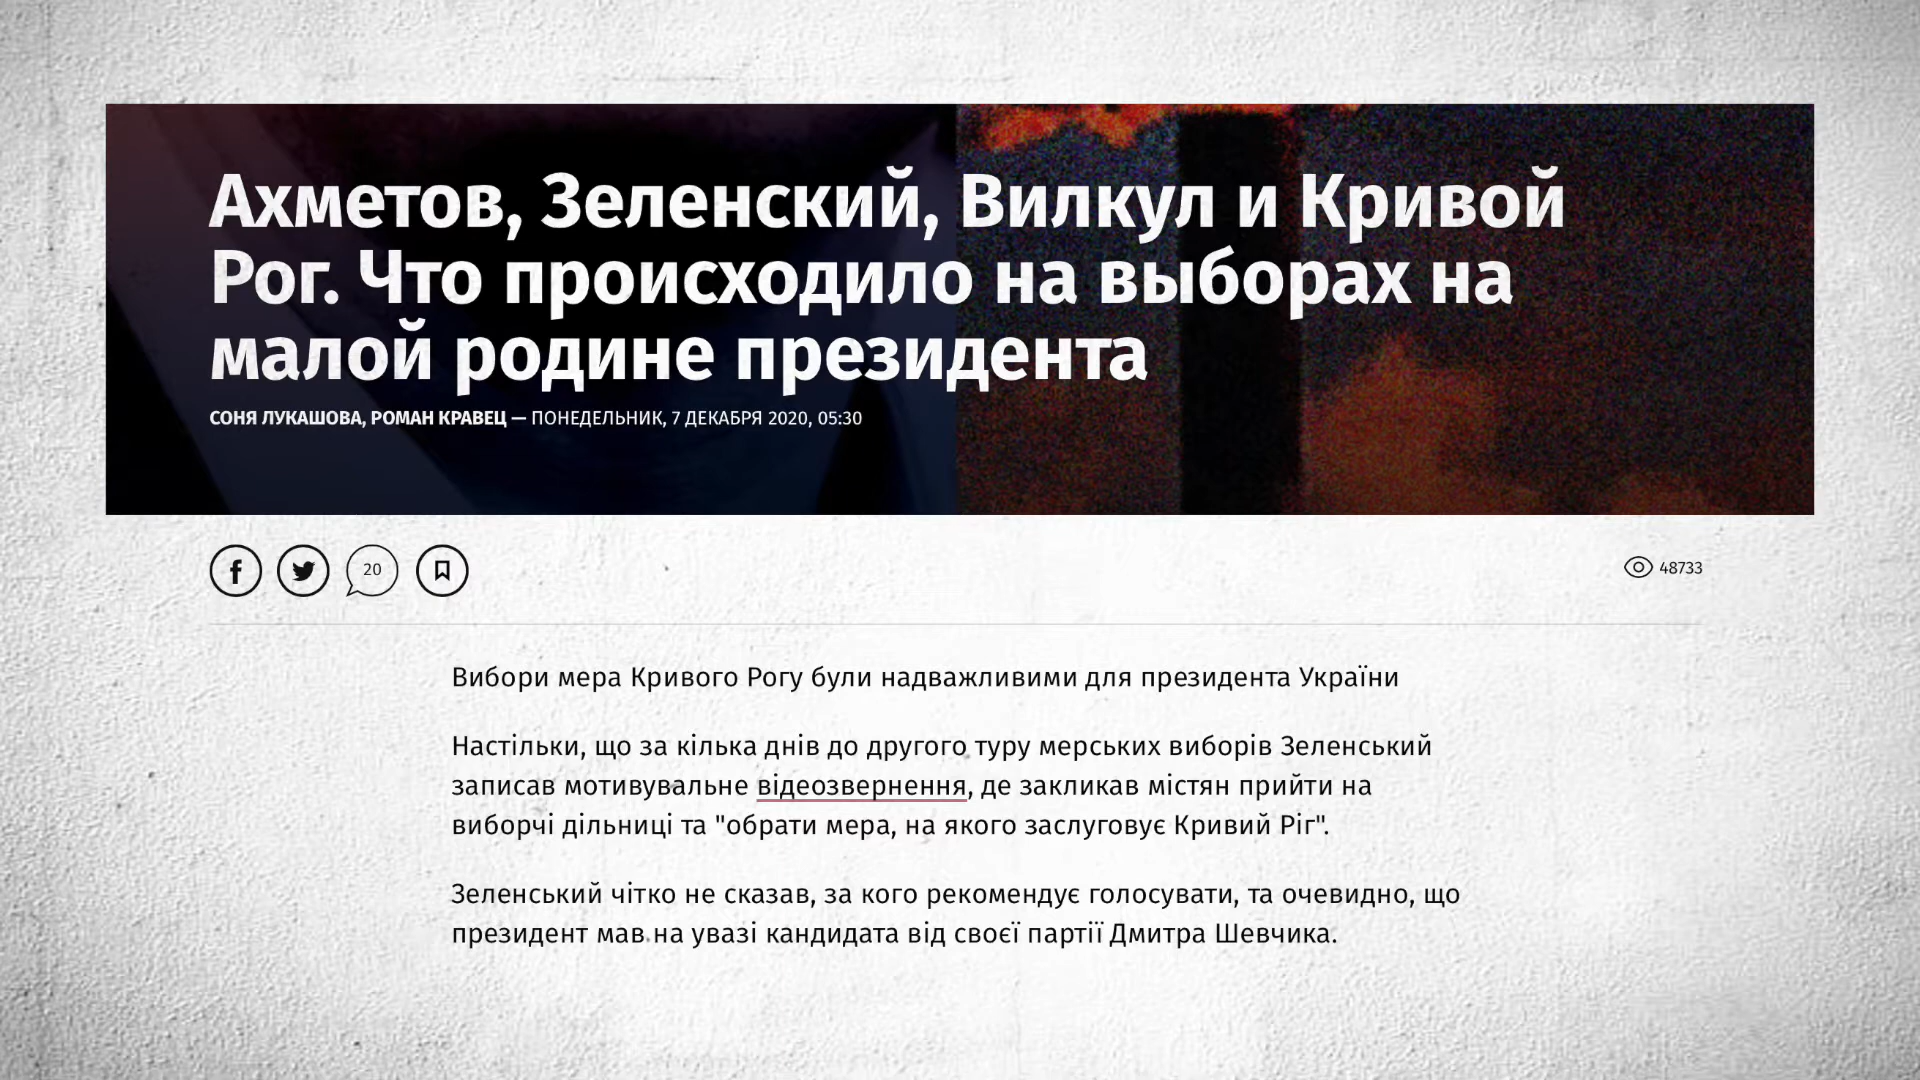 Ахметов, Зеленский, Вилкул и Кривой
Рог. Что происходило на выборах на
малой родине президента
СОНЯ ЛУКАШОВА, РОМАН КРАВЕЦ — ПОНЕДЕЛЬНИК, 7 ДЕКАБРЯ 2020, 05:30
20
48733
Вибори мера Кривого Рогу були надважливими для президента України
Настільки, що за кілька днів до другого туру мерських виборів Зеленський
записав мотивувальне відеозвернення, де закликав містян прийти на
виборчі дільниці та "обрати мера, на якого заслуговує Кривий Ріг".
Зеленський чітко не сказав, за кого рекомендує голосувати, та очевидно, що
президент мав на увазі кандидата від своєї партії Дмитра Шевчика.